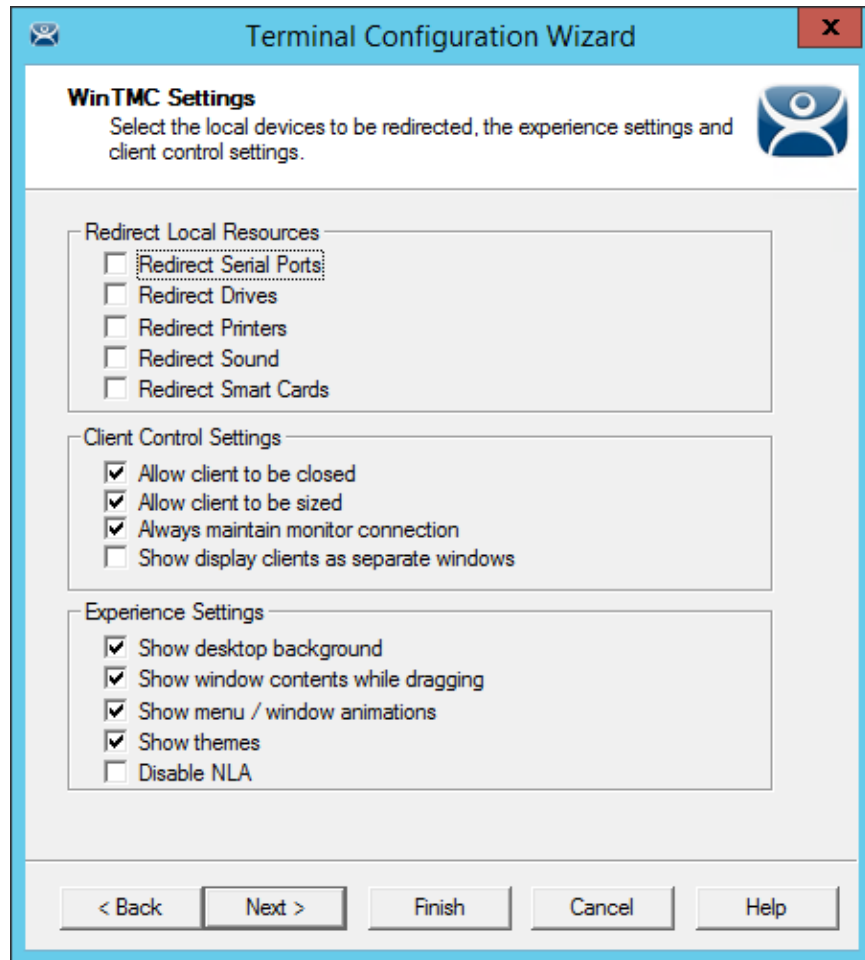 Terminal Configuration Wizard
x
WinTMC Settings
Select the local devices to be redirected, the experience settings and
client control settings.
Redirect Local Resources
Redirect Serial Ports
Redirect Drives
Redirect Printers
Redirect Sound
Redirect Smart Cards
Client Control Settings
Allow client to be closed
Allow client to be sized
Always maintain monitor connection
Show display clients as separate windows
Experience Settings
Show desktop background
Show window contents while dragging
Show menu / window animations
Show themes
Disable NLA
< Back Next > Finish Cancel Help